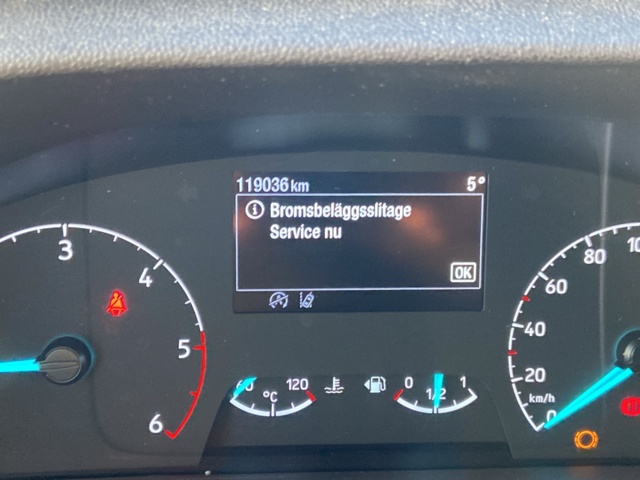 119036 km 5°
Bromsbeläggsslitage
Service nu
OK
3
4
5
6
60 120
°C
0 1/2 1
0
20
40
60
80
km/h